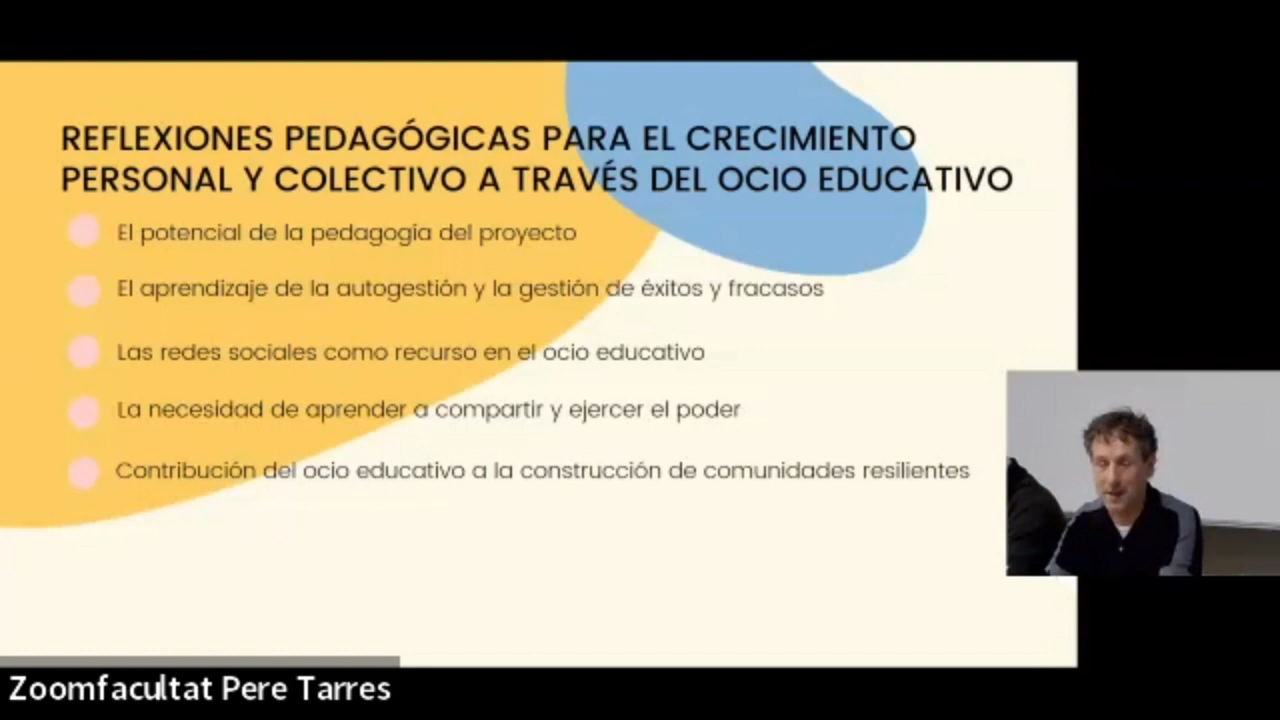 REFLEXIONES PEDAGÓGICAS PARA EL CRECIMIENTO
PERSONAL Y COLECTIVO A TRAVÉS DEL OCIO EDUCATIVO
El potencial de la pedagogía del proyecto
El aprendizaje de la autogestión y la gestión de éxitos y fracasos
Las redes sociales como recurso en el ocio educativo
La necesidad de aprender a compartir y ejercer el poder
Contribución del ocio educativo a la construcción de comunidades resilientes
Zoomfacultat Pere Tarres